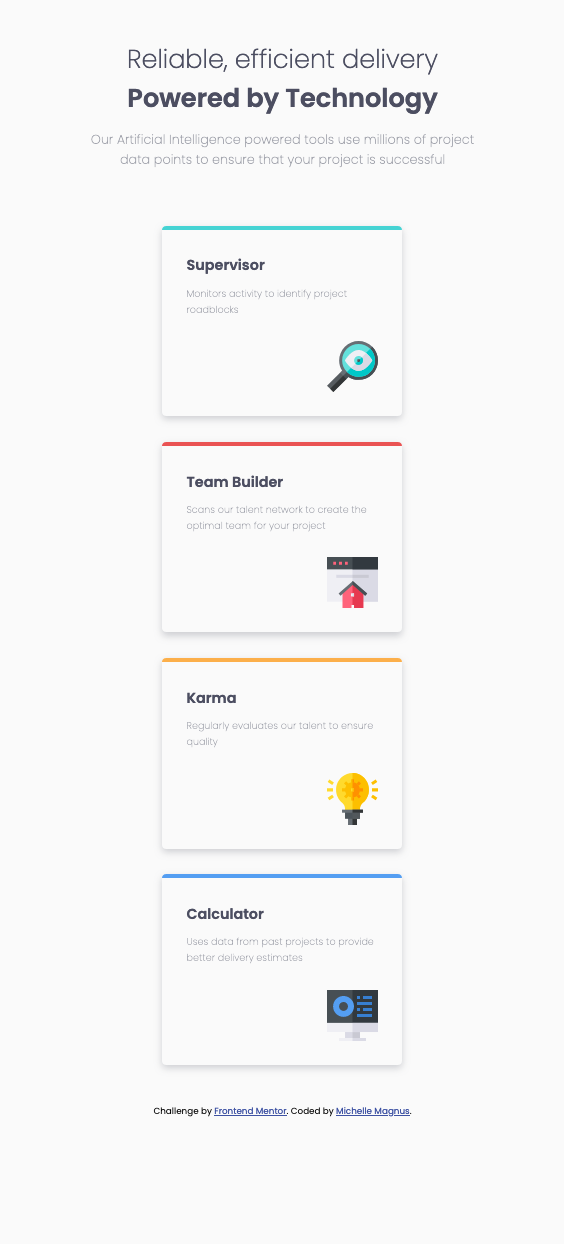 Reliable, efficient delivery
Powered by Technology
Our Artificial Intelligence powered tools use millions of project
data points to ensure that your project is successful
Supervisor
Monitors activity to identify project
roadblocks
Team Builder
Scans our talent network to create the
optimal team for your project
Karma
Regularly evaluates our talent to ensure
quality
Calculator
Uses data from past projects to provide
better delivery estimates
Challenge by Frontend Mentor. Coded by Michelle Magnus.